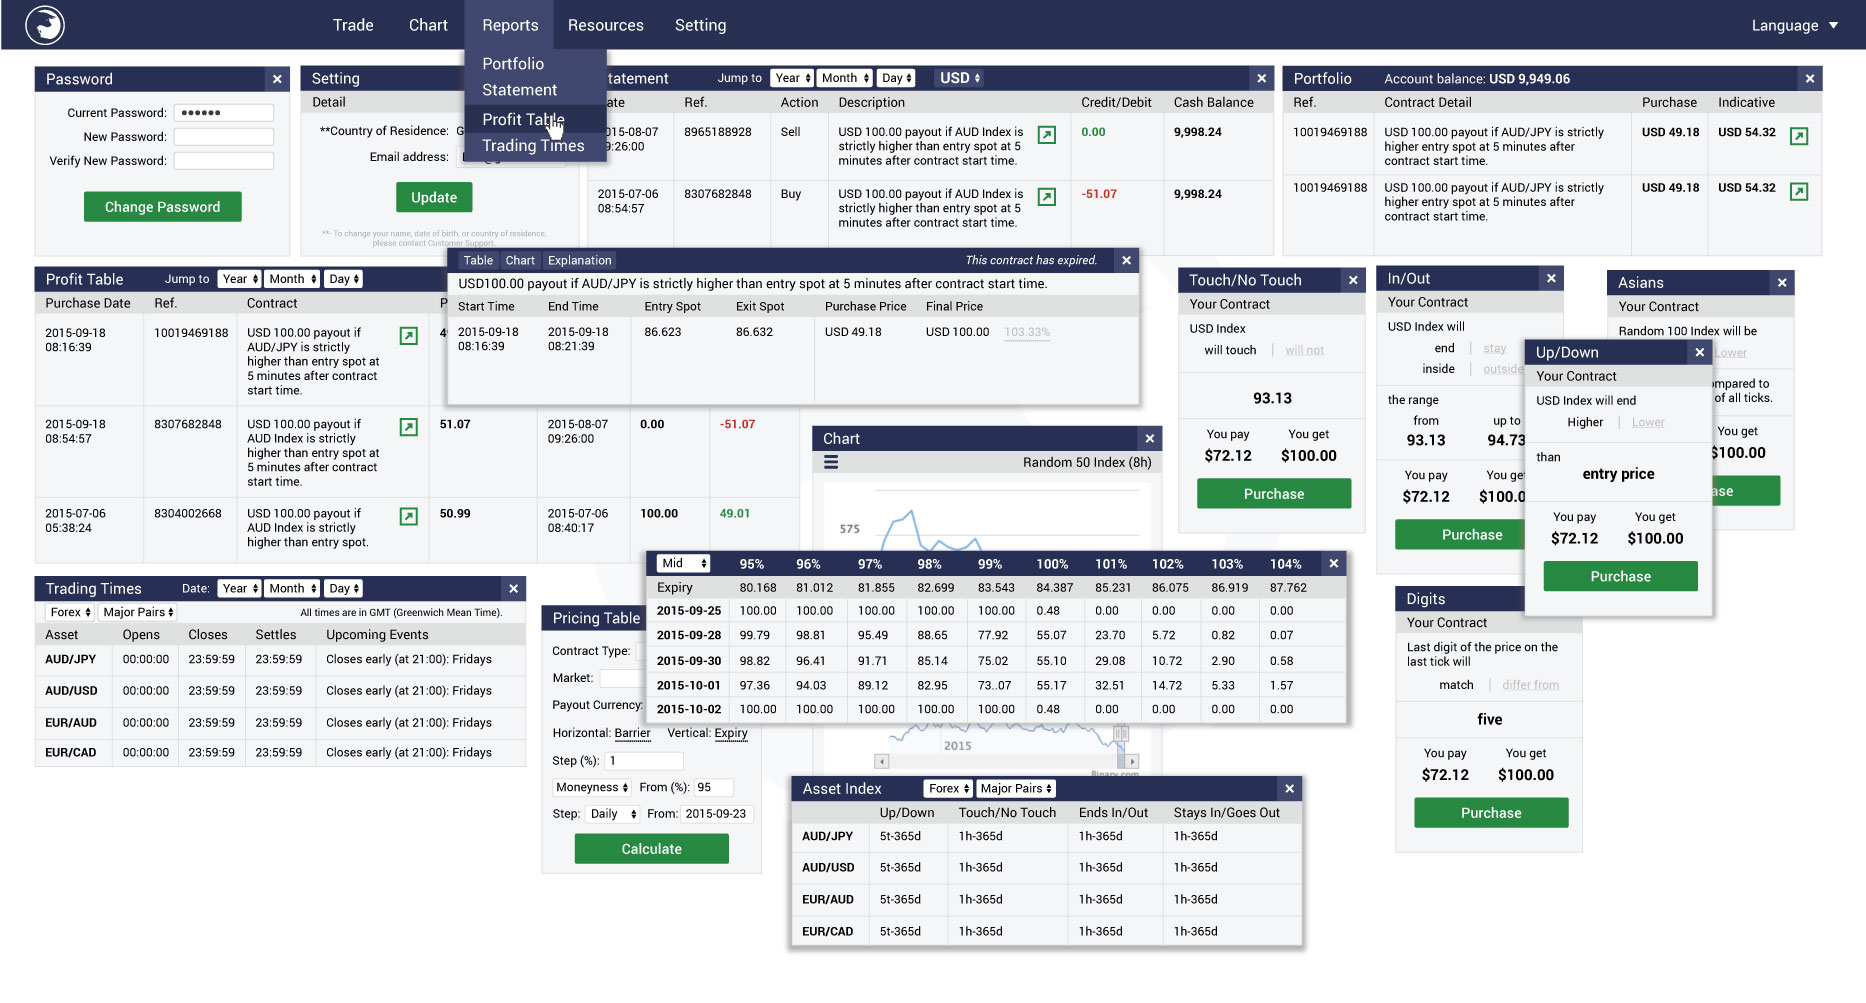 Trade Chart Reports Resources Setting Language
Portfolio
Statement
Profit Table
Trading Times
Password
Current Password: ••••••
New Password:
Verify New Password:
Change Password
Setting
Detail
**Country of Residence: G
Email address:
Update
**- To change your name, date of birth, or country of residence,
please contact Customer Support.
tatement Jump to Year Month Day USD
ate Ref. Action Description Credit/Debit Cash Balance
15-08-07 8965188928 Sell USD 100.00 payout if AUD Index is 0.00 9,998.24
9:26:00 strictly higher than entry spot at 5
minutes after contract start time.
2015-07-06 8307682848 Buy USD 100.00 payout if AUD Index is -51.07 9,998.24
08:54:57 strictly higher than entry spot at 5
minutes after contract start time.
Portfolio Account balance: USD 9,949.06
Ref. Contract Detail Purchase Indicative
10019469188 USD 100.00 payout if AUD/JPY is strictly USD 49.18 USD 54.32
higher entry spot at 5 minutes after
contract start time.
10019469188 USD 100.00 payout if AUD/JPY is strictly USD 49.18 USD 54.32
higher entry spot at 5 minutes after
contract start time.
Profit Table Jump to Year Month Day
Purchase Date Ref. Contract P
2015-09-18 10019469188 USD 100.00 payout if 4
08:16:39 AUD/JPY is strictly
higher than entry spot at
5 minutes after contract
start time.
2015-09-18 8307682848 USD 100.00 payout if 51.07 2015-08-07 0.00 -51.07
08:54:57 AUD Index is strictly 09:26:00
higher than entry spot at
5 minutes after contract
start time.
2015-07-06 8304002668 USD 100.00 payout if 50.99 2015-07-06 100.00 49.01
05:38:24 AUD Index is strictly 08:40:17
higher than entry spot.
Table Chart Explanation This contract has expired.
USD100.00 payout if AUD/JPY is strictly higher than entry spot at 5 minutes after contract start time.
Start Time End Time Entry Spot Exit Spot Purchase Price Final Price
2015-09-18 2015-09-18 86.623 86.632 USD 49.18 USD 100.00 103.33%
08:16:39 08:21:39
Touch/No Touch
Your Contract
USD Index
will touch will not
93.13
You pay You get
$72.12 $100.00
Purchase
In/Out
Your Contract
USD Index will
end stay
inside outside
the range
from up to
93.13 94.73
You pay You get
$72.12 $100.0
Purchase
Asians
Your Contract
Random 100 Index will be
Lower
mpared to
of all ticks.
You get
$100.00
ase
Up/Down
Your Contract
USD Index will end
Higher Lower
than
entry price
You pay You get
$72.12 $100.00
Purchase
Chart
Random 50 Index (8h)
575
2015
Binary.com
Mid 95% 96% 97% 98% 99% 100% 101% 102% 103% 104%
Expiry 80.168 81.012 81.855 82.699 83.543 84.387 85.231 86.075 86.919 87.762
2015-09-25 100.00 100.00 100.00 100.00 100.00 0.48 0.00 0.00 0.00 0.00
2015-09-28 99.79 98.81 95.49 88.65 77.92 55.07 23.70 5.72 0.82 0.07
2015-09-30 98.82 96.41 91.71 85.14 75.02 55.10 29.08 10.72 2.90 0.58
2015-10-01 97.36 94.03 89.12 82.95 73..07 55.17 32.51 14.72 5.33 1.57
2015-10-02 100.00 100.00 100.00 100.00 100.00 0.48 0.00 0.00 0.00 0.00
Trading Times Date: Year Month Day
Forex Major Pairs All times are in GMT (Greenwich Mean Time).
Asset Opens Closes Settles Upcoming Events
AUD/JPY 00:00:00 23:59:59 23:59:59 Closes early (at 21:00): Fridays
AUD/USD 00:00:00 23:59:59 23:59:59 Closes early (at 21:00): Fridays
EUR/AUD 00:00:00 23:59:59 23:59:59 Closes early (at 21:00): Fridays
EUR/CAD 00:00:00 23:59:59 23:59:59 Closes early (at 21:00): Fridays
Pricing Table
Contract Type:
Market:
Payout Currency:
Horizontal: Barrier Vertical: Expiry
Step (%): 1
Moneyness From (%): 95
Step: Daily From: 2015-09-23
Calculate
Asset Index Forex Major Pairs
Up/Down Touch/No Touch Ends In/Out Stays In/Goes Out
AUD/JPY 5t-365d 1h-365d 1h-365d 1h-365d
AUD/USD 5t-365d 1h-365d 1h-365d 1h-365d
EUR/AUD 5t-365d 1h-365d 1h-365d 1h-365d
EUR/CAD 5t-365d 1h-365d 1h-365d 1h-365d
Digits
Your Contract
Last digit of the price on the
last tick will
match differ from
five
You pay You get
$72.12 $100.00
Purchase